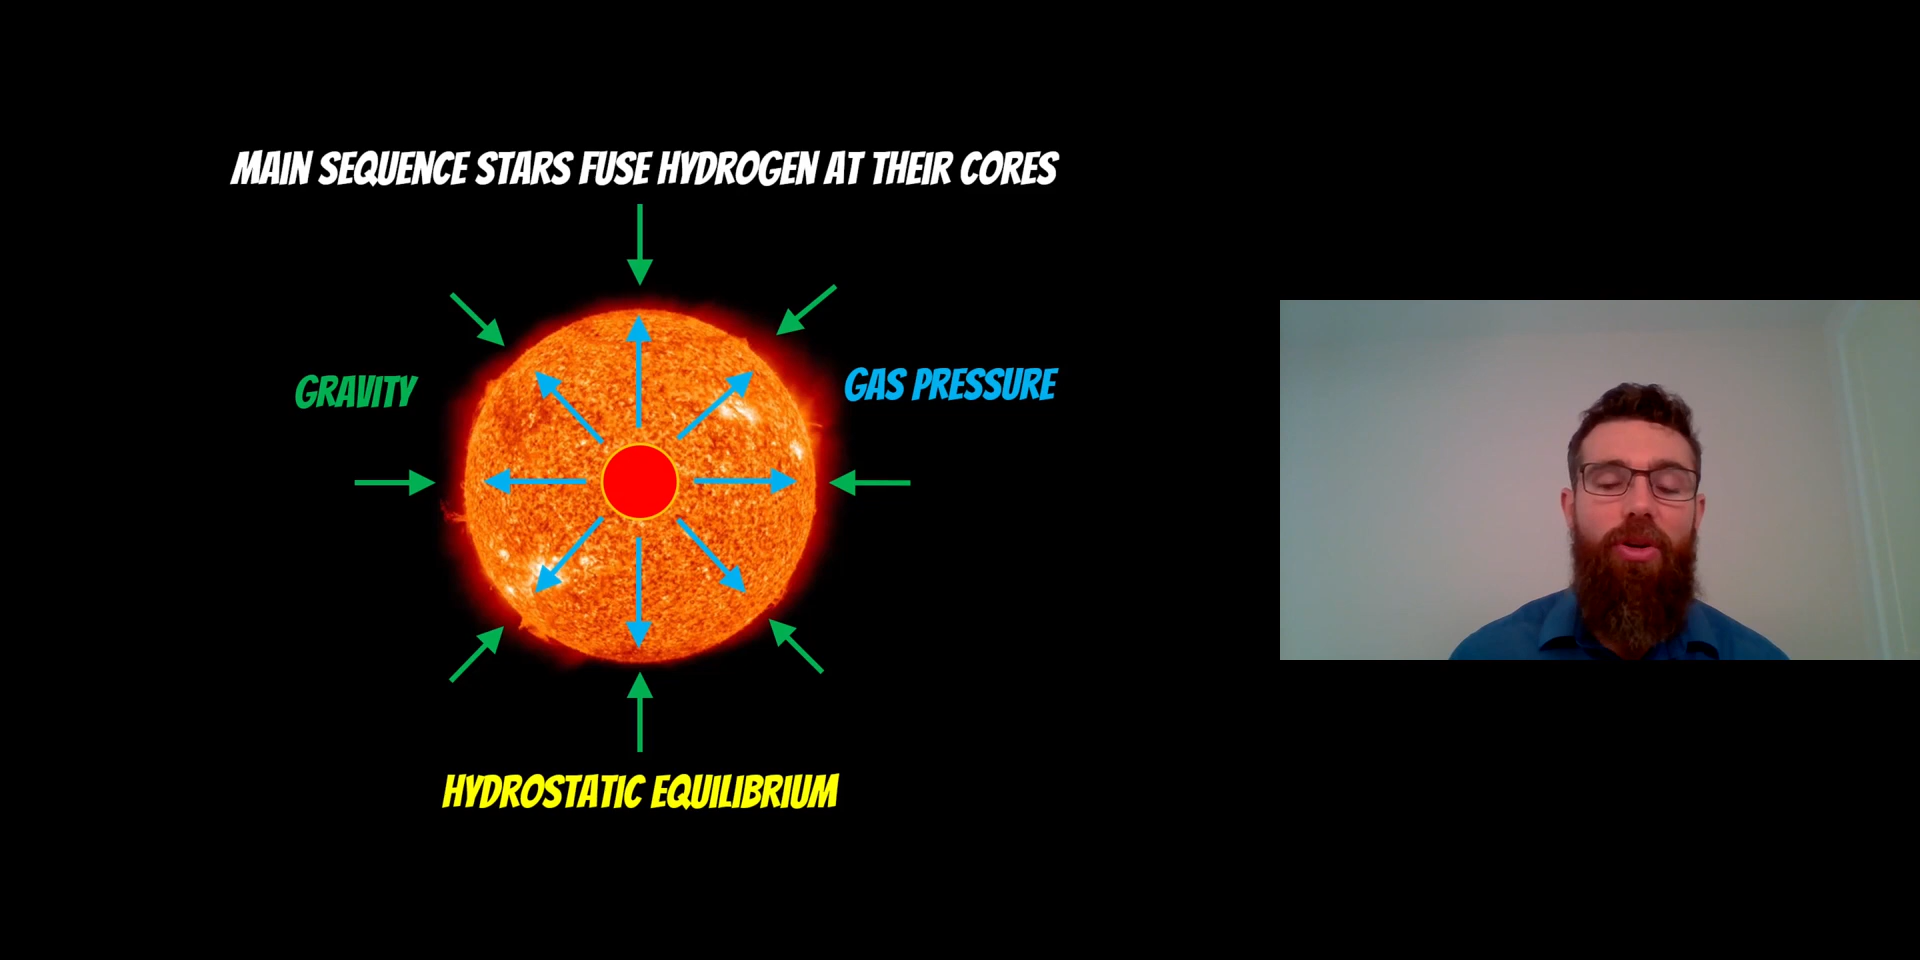 MAIN SEQUENCE STARS FUSE HYDROGEN AT THEIR CORES
GRAVITY
GAS PRESSURE
HYDROSTATIC EQUILIBRIUM